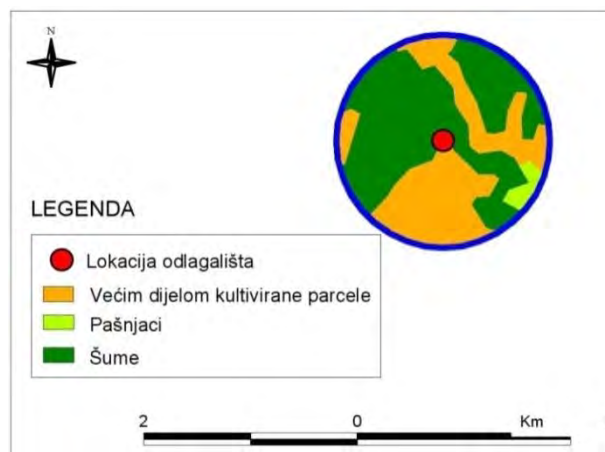 N
LEGENDA
Lokacija odlagališta
Većim dijelom kultivirane parcele
Pašnjaci
Šume
2 0 Km